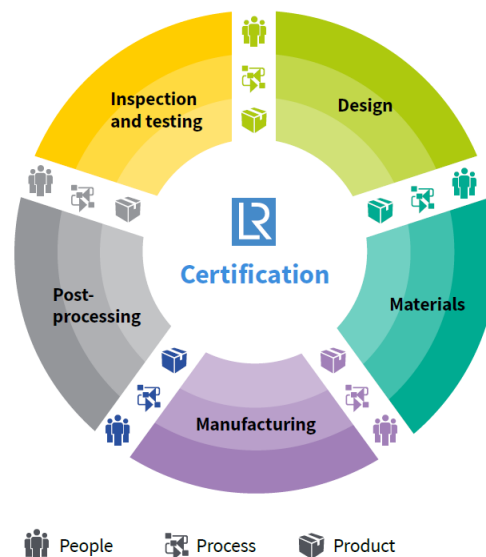 Inspection
and testing
Design
LR
Certification
Post-
processing
Materials
Manufacturing
People
Process
Product